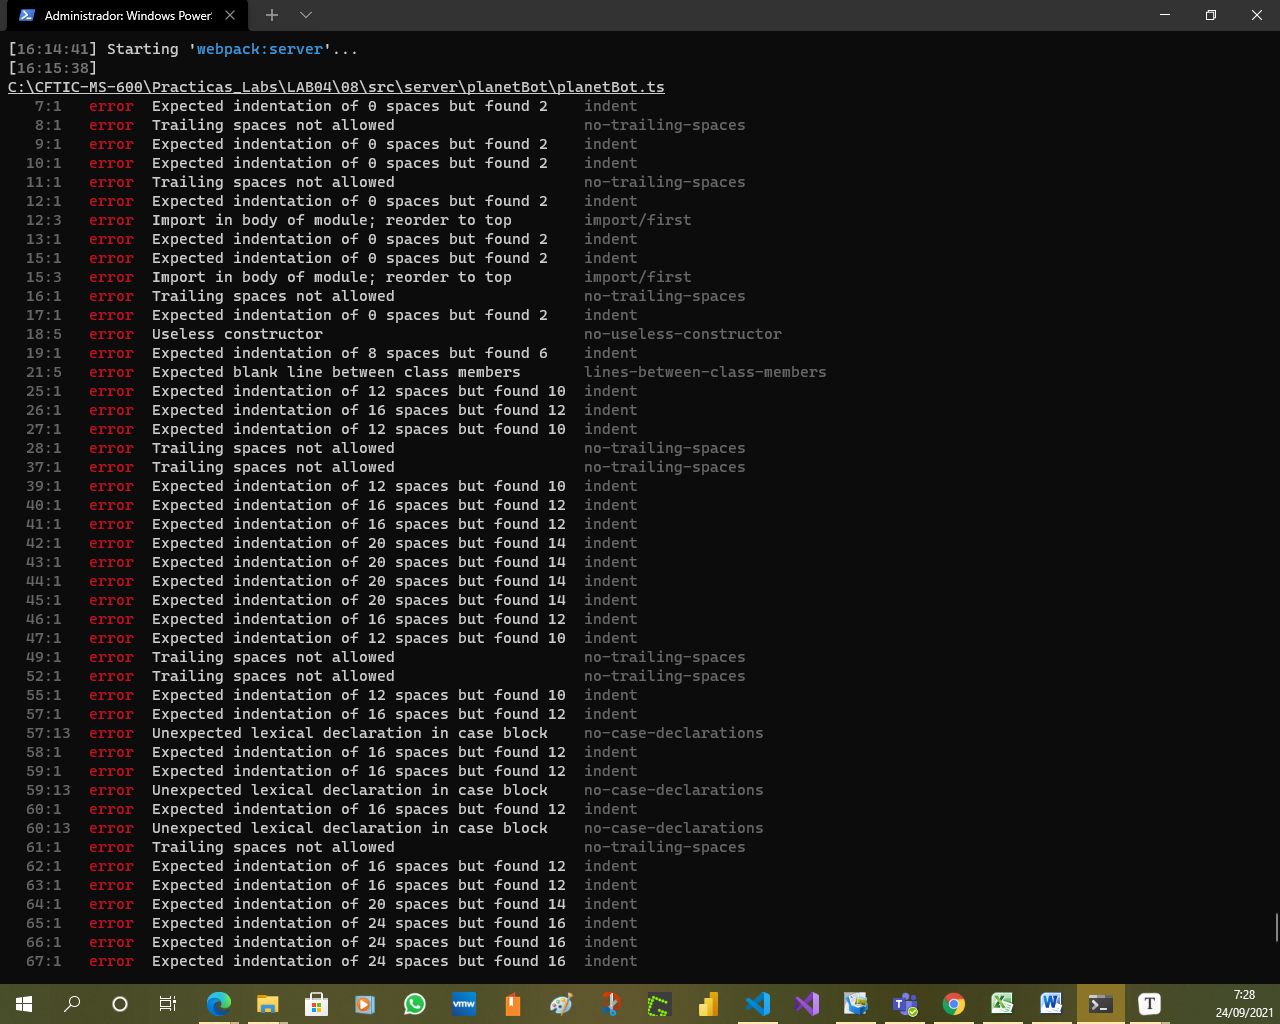 Administrador: Windows PowerS
[16:14:41] Starting 'webpack:server'...
[16:15:38]
C:\CFTIC-MS-600\Practicas_Labs\LAB04\08\src\server\planetBot\planetBot.ts
7:1 error Expected indentation of 0 spaces but found 2 indent
8:1 error Trailing spaces not allowed no-trailing-spaces
9:1 error Expected indentation of 0 spaces but found 2 indent
10:1 error Expected indentation of 0 spaces but found 2 indent
11:1 error Trailing spaces not allowed no-trailing-spaces
12:1 error Expected indentation of 0 spaces but found 2 indent
12:3 error Import in body of module; reorder to top import/first
13:1 error Expected indentation of 0 spaces but found 2 indent
15:1 error Expected indentation of 0 spaces but found 2 indent
15:3 error Import in body of module; reorder to top import/first
16:1 error Trailing spaces not allowed no-trailing-spaces
17:1 error Expected indentation of 0 spaces but found 2 indent
18:5 error Useless constructor no-useless-constructor
19:1 error Expected indentation of 8 spaces but found 6 indent
21:5 error Expected blank line between class members lines-between-class-members
25:1 error Expected indentation of 12 spaces but found 10 indent
26:1 error Expected indentation of 16 spaces but found 12 indent
27:1 error Expected indentation of 12 spaces but found 10 indent
28:1 error Trailing spaces not allowed no-trailing-spaces
37:1 error Trailing spaces not allowed no-trailing-spaces
39:1 error Expected indentation of 12 spaces but found 10 indent
40:1 error Expected indentation of 16 spaces but found 12 indent
41:1 error Expected indentation of 16 spaces but found 12 indent
42:1 error Expected indentation of 20 spaces but found 14 indent
43:1 error Expected indentation of 20 spaces but found 14 indent
44:1 error Expected indentation of 20 spaces but found 14 indent
45:1 error Expected indentation of 20 spaces but found 14 indent
46:1 error Expected indentation of 16 spaces but found 12 indent
47:1 error Expected indentation of 12 spaces but found 10 indent
49:1 error Trailing spaces not allowed no-trailing-spaces
52:1 error Trailing spaces not allowed no-trailing-spaces
55:1 error Expected indentation of 12 spaces but found 10 indent
57:1 error Expected indentation of 16 spaces but found 12 indent
57:13 error Unexpected lexical declaration in case block no-case-declarations
58:1 error Expected indentation of 16 spaces but found 12 indent
59:1 error Expected indentation of 16 spaces but found 12 indent
59:13 error Unexpected lexical declaration in case block no-case-declarations
60:1 error Expected indentation of 16 spaces but found 12 indent
60:13 error Unexpected lexical declaration in case block no-case-declarations
61:1 error Trailing spaces not allowed no-trailing-spaces
62:1 error Expected indentation of 16 spaces but found 12 indent
63:1 error Expected indentation of 16 spaces but found 12 indent
64:1 error Expected indentation of 20 spaces but found 14 indent
65:1 error Expected indentation of 24 spaces but found 16 indent
66:1 error Expected indentation of 24 spaces but found 16 indent
67:1 error Expected indentation of 24 spaces but found 16 indent
vmw
T
7:28
24/09/2021